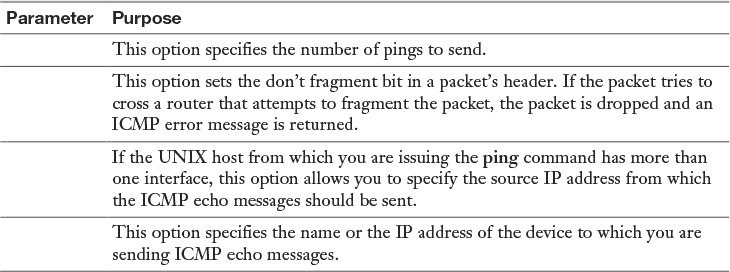 Parameter Purpose
This option specifies the number of pings to send.
This option sets the don’t fragment bit in a packet’s header. If the packet tries to
cross a router that attempts to fragment the packet, the packet is dropped and an
ICMP error message is returned.
If the UNIX host from which you are issuing the ping command has more than
one interface, this option allows you to specify the source IP address from which
the ICMP echo messages should be sent.
This option specifies the name or the IP address of the device to which you are
sending ICMP echo messages.